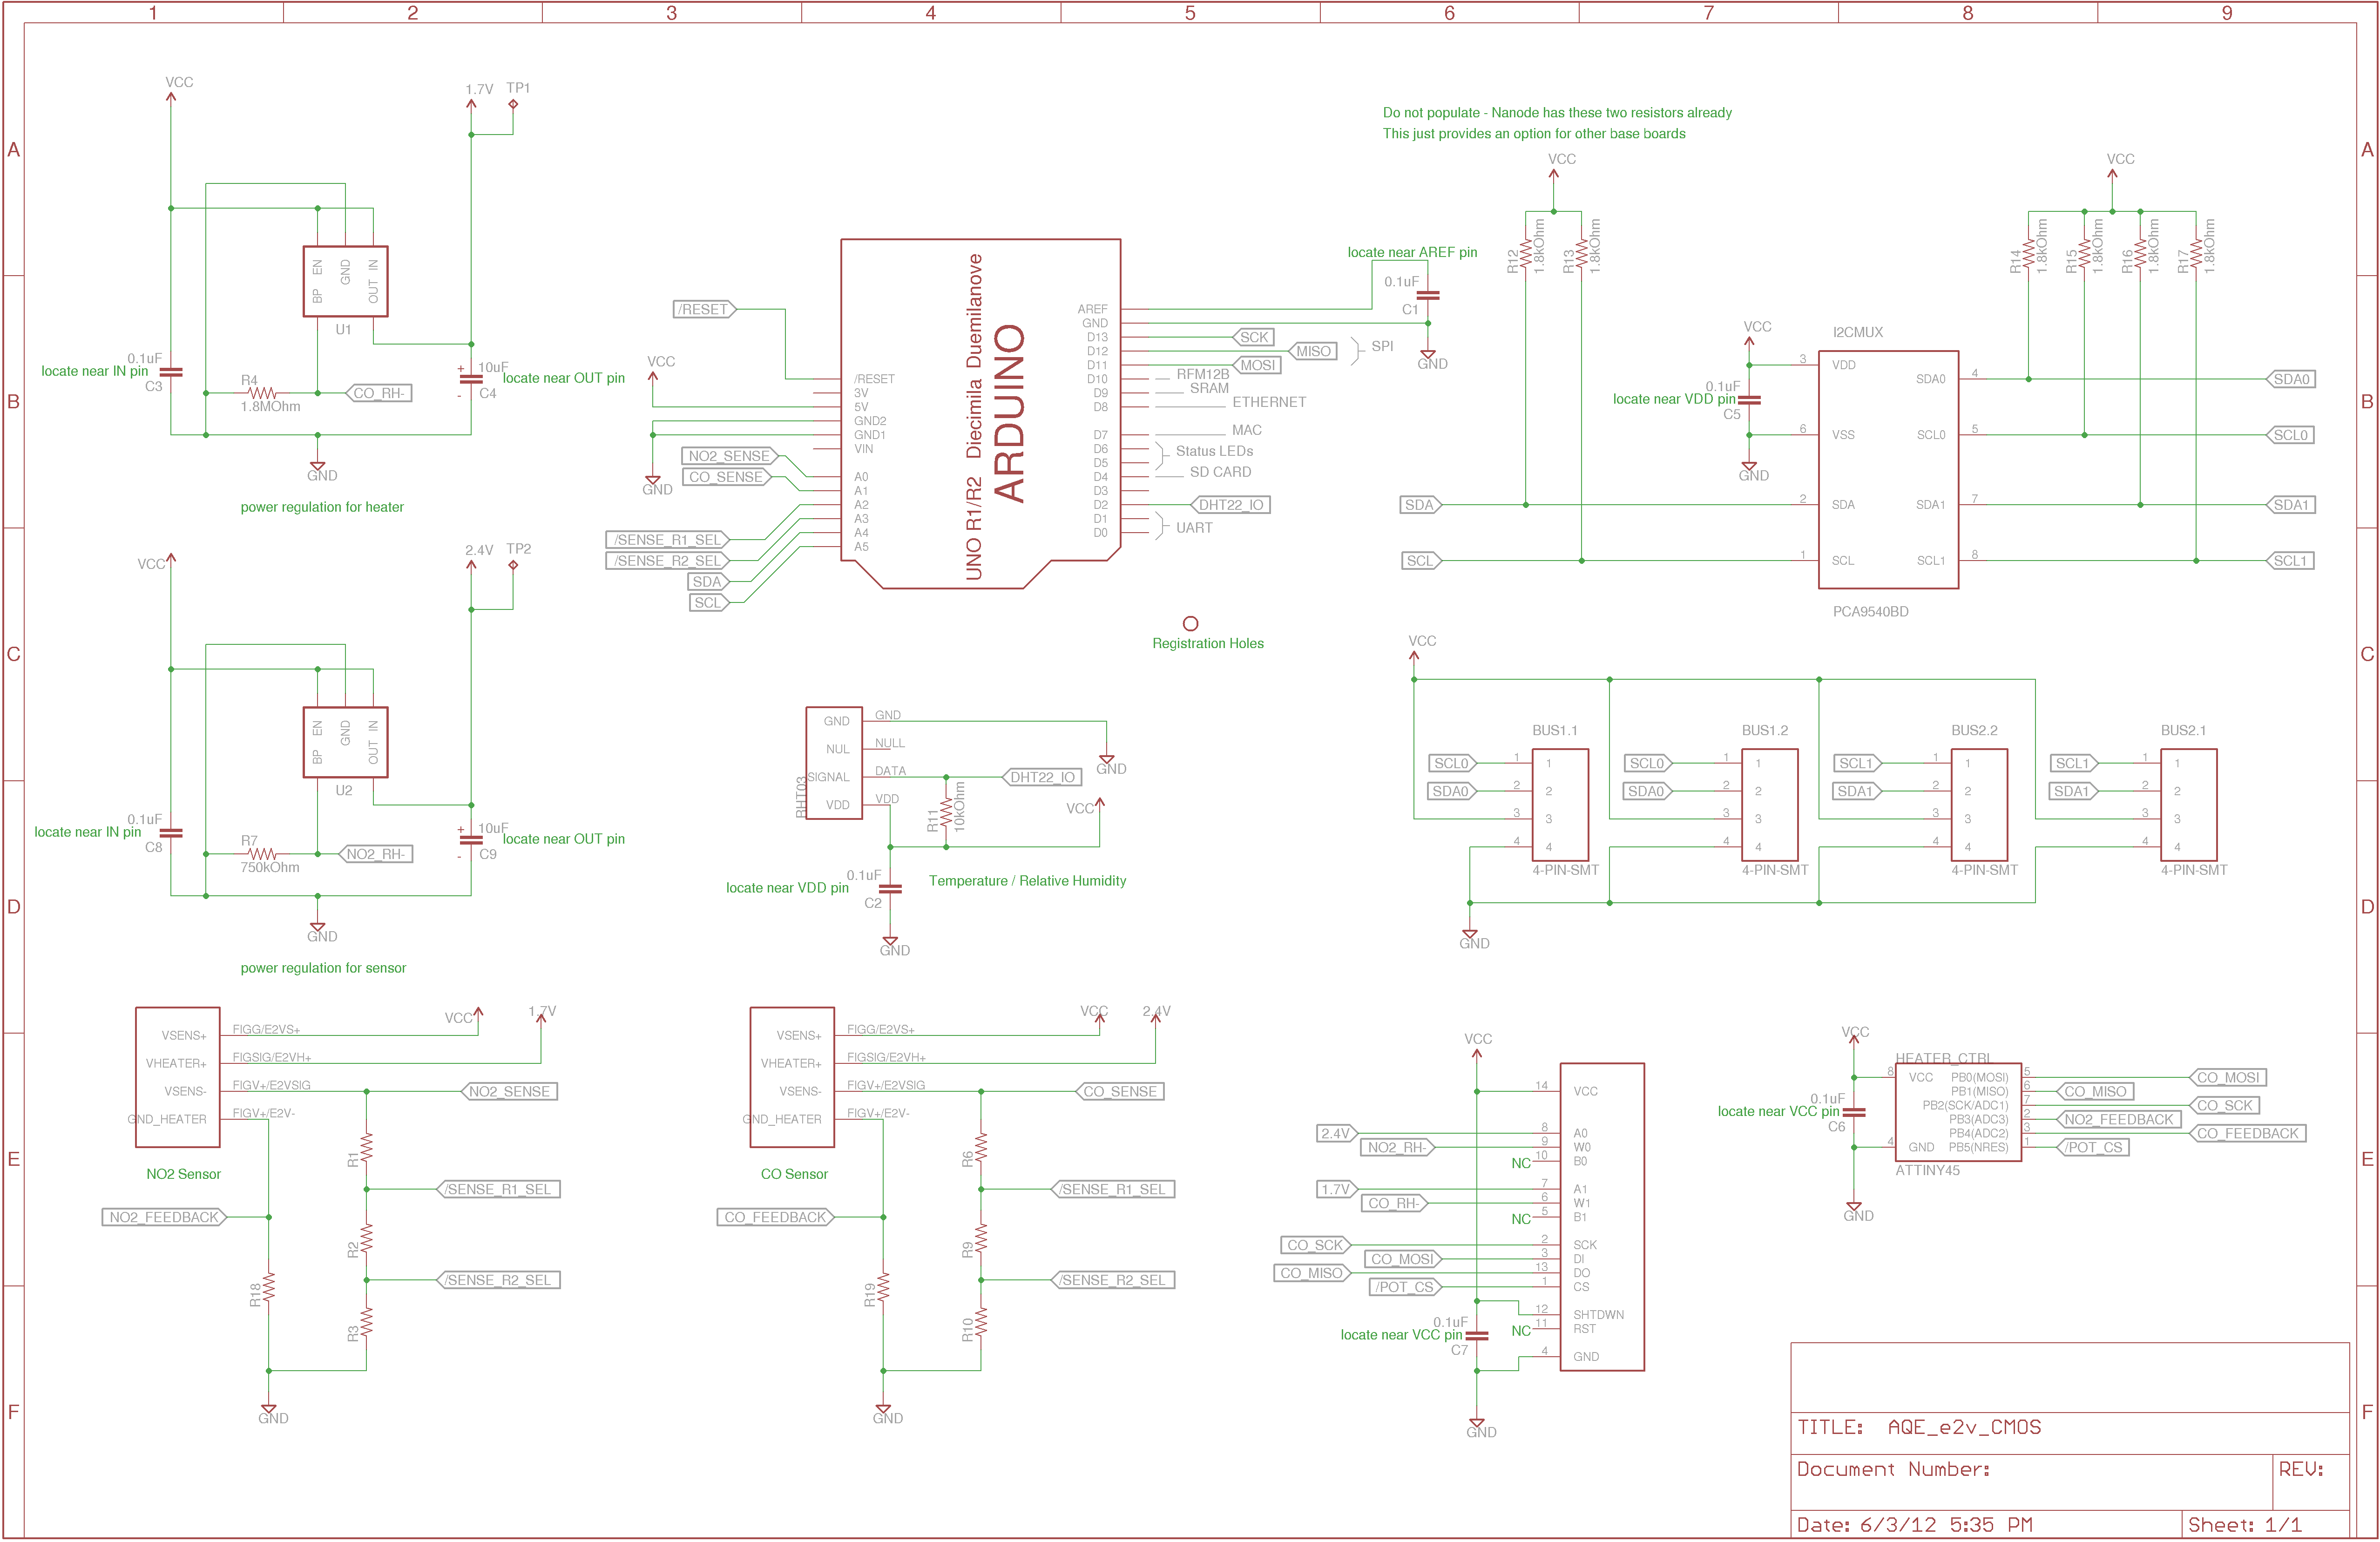 1 2 3 4 5 6 7 8 9
A
B
C
D
E
F
A
B
C
D
E
F
VCC
1.7V
TP1
BP
EN
GND
OUT
IN
U1
0.1uF
locate near IN pin
C3
R4
1.8MOhm
CO_RH-
+
10uF
locate near OUT pin
-
C4
GND
power regulation for heater
VCC
2.4V
TP2
BP
EN
GND
OUT
IN
U2
0.1uF
locate near IN pin
C8
R7
750kOhm
NO2_RH-
+
10uF
locate near OUT pin
-
C9
GND
power regulation for sensor
/RESET
VCC
GND
NO2_SENSE
CO_SENSE
/SENSE_R1_SEL
/SENSE_R2_SEL
SDA
SCL
/RESET
3V
5V
GND2
GND1
VIN
A0
A1
A2
A3
A4
A5
UNO R1/R2 Diecimila Duemilanove
ARDUINO
AREF
GND
D13
D12
D11
D10
D9
D8
D7
D6
D5
D4
D3
D2
D1
D0
SCK
MISO
MOSI
SPI
RFM12B
SRAM
ETHERNET
MAC
Status LEDs
SD CARD
DHT22_IO
UART
locate near AREF pin
0.1uF
C1
GND
Registration Holes
Do not populate - Nanode has these two resistors already
This just provides an option for other base boards
VCC
R12
1.8kOhm
R13
1.8kOhm
VCC
R14
1.8kOhm
R15
1.8kOhm
R16
1.8kOhm
R17
1.8kOhm
VCC
0.1uF
locate near VDD pin
C5
GND
I2CMUX
3
VDD
6
VSS
2
SDA
1
SCL
SDA0
4
SCL0
5
SDA1
7
SCL1
8
PCA9540BD
SDA
SCL
SDA0
SCL0
SDA1
SCL1
RHT03
GND
NUL
SIGNAL
VDD
GND
NULL
DATA
VDD
DHT22_IO
GND
VCC
R11
10kOhm
0.1uF
locate near VDD pin
C2
GND
Temperature / Relative Humidity
VCC
BUS1.1
SCL0
SDA0
1
2
3
4
1
2
3
4
4-PIN-SMT
BUS1.2
SCL0
SDA0
1
2
3
4
1
2
3
4
4-PIN-SMT
BUS2.2
SCL1
SDA1
1
2
3
4
1
2
3
4
4-PIN-SMT
BUS2.1
SCL1
SDA1
1
2
3
4
1
2
3
4
4-PIN-SMT
GND
VSENS+
VHEATER+
VSENS-
GND_HEATER
FIGG/E2VS+
FIGSIG/E2VH+
FIGV+/E2VSIG
FIGV+/E2V-
VCC
1.7V
NO2_SENSE
NO2 Sensor
R1
/SENSE_R1_SEL
NO2_FEEDBACK
R2
/SENSE_R2_SEL
R18
R3
GND
VSENS+
VHEATER+
VSENS-
GND_HEATER
FIGG/E2VS+
FIGSIG/E2VH+
FIGV+/E2VSIG
FIGV+/E2V-
VCC
2.4V
CO_SENSE
CO Sensor
R6
/SENSE_R1_SEL
CO_FEEDBACK
R9
/SENSE_R2_SEL
R19
R10
GND
VCC
14 VCC
2.4V 8 A0
NO2_RH- 9 W0
NC 10 B0
1.7V 7 A1
CO_RH- 6 W1
NC 5 B1
CO_SCK 2 SCK
CO_MOSI 3 DI
CO_MISO 13 DO
/POT_CS 1 CS
12 SHTDWN
NC 11 RST
4 GND
0.1uF
locate near VCC pin
C7
GND
VCC
HEATER_CTRL
8 VCC
4 GND
PB0(MOSI) 5 CO_MOSI
PB1(MISO) 6 CO_MISO
PB2(SCK/ADC1) 7 CO_SCK
PB3(ADC3) 2 NO2_FEEDBACK
PB4(ADC2) 3 CO_FEEDBACK
PB5(NRES) 1 /POT_CS
ATTINY45
0.1uF
locate near VCC pin
C6
GND
TITLE: AQE_e2v_CMOS
Document Number:
REV:
Date: 6/3/12 5:35 PM
Sheet: 1/1